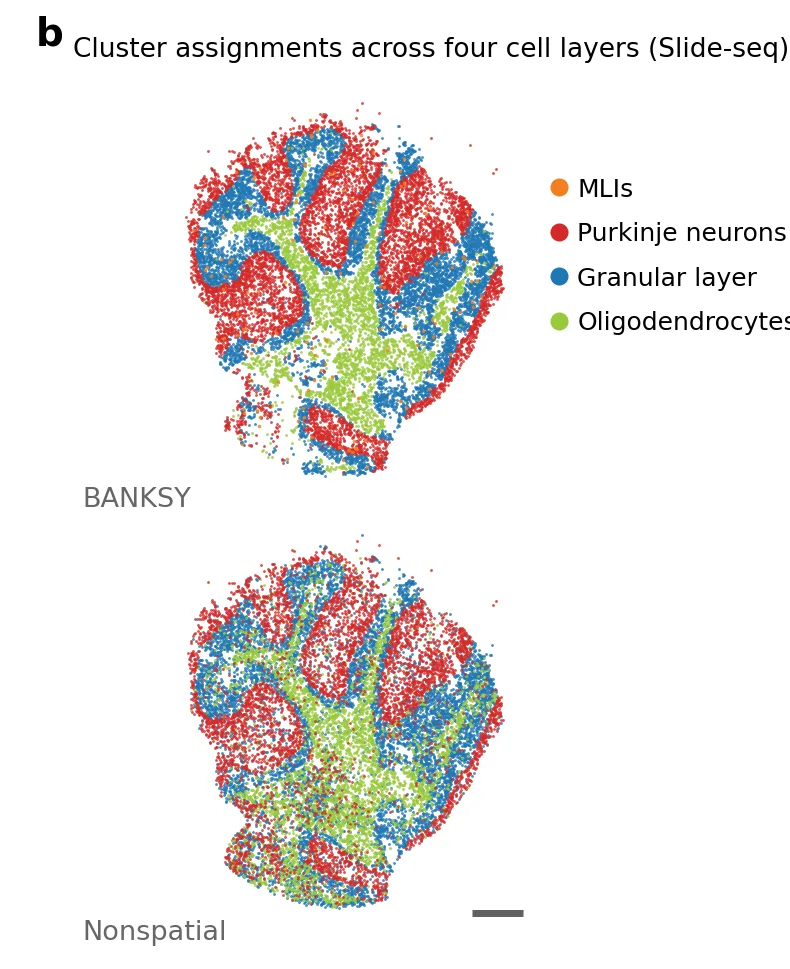 b
Cluster assignments across four cell layers (Slide-seq)
MLIs
Purkinje neurons
Granular layer
Oligodendrocytes
BANKSY
Nonspatial